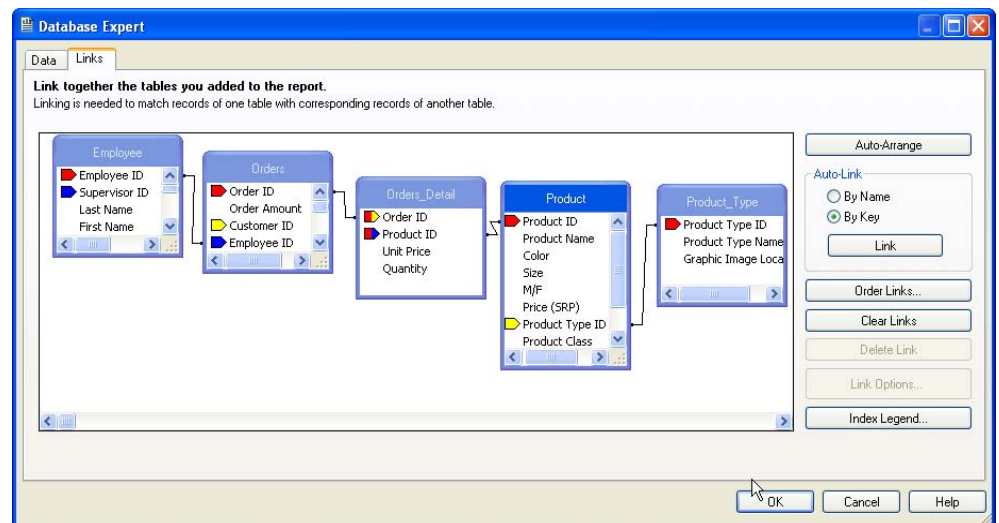 Database Expert
Data
Links
Link together the tables you added to the report.
Linking is needed to match records of one table with corresponding records of another table.
Employee
Employee ID
Supervisor ID
Last Name
First Name
Orders
Order ID
Order Amount
Customer ID
Employee ID
Orders_Detail
Order ID
Product ID
Unit Price
Quantity
Product
Product ID
Product Name
Color
Size
M/F
Price (SRP)
Product Type ID
Product Class
Product_Type
Product Type ID
Product Type Name
Graphic Image Loca
Auto-Arrange
Auto-Link
By Name
By Key
Link
Order Links...
Clear Links
Delete Link
Link Options...
Index Legend...
OK
Cancel
Help